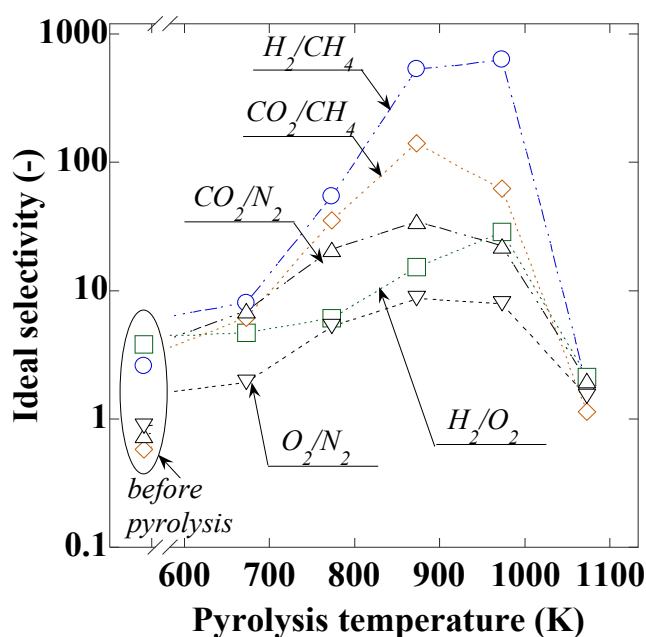 1000
100
10
1
0.1
Ideal selectivity (-)
H₂/CH₄
CO₂/CH₄
CO₂/N₂
O₂/N₂
H₂/O₂
before
pyrolysis
600 700 800 900 1000 1100
Pyrolysis temperature (K)